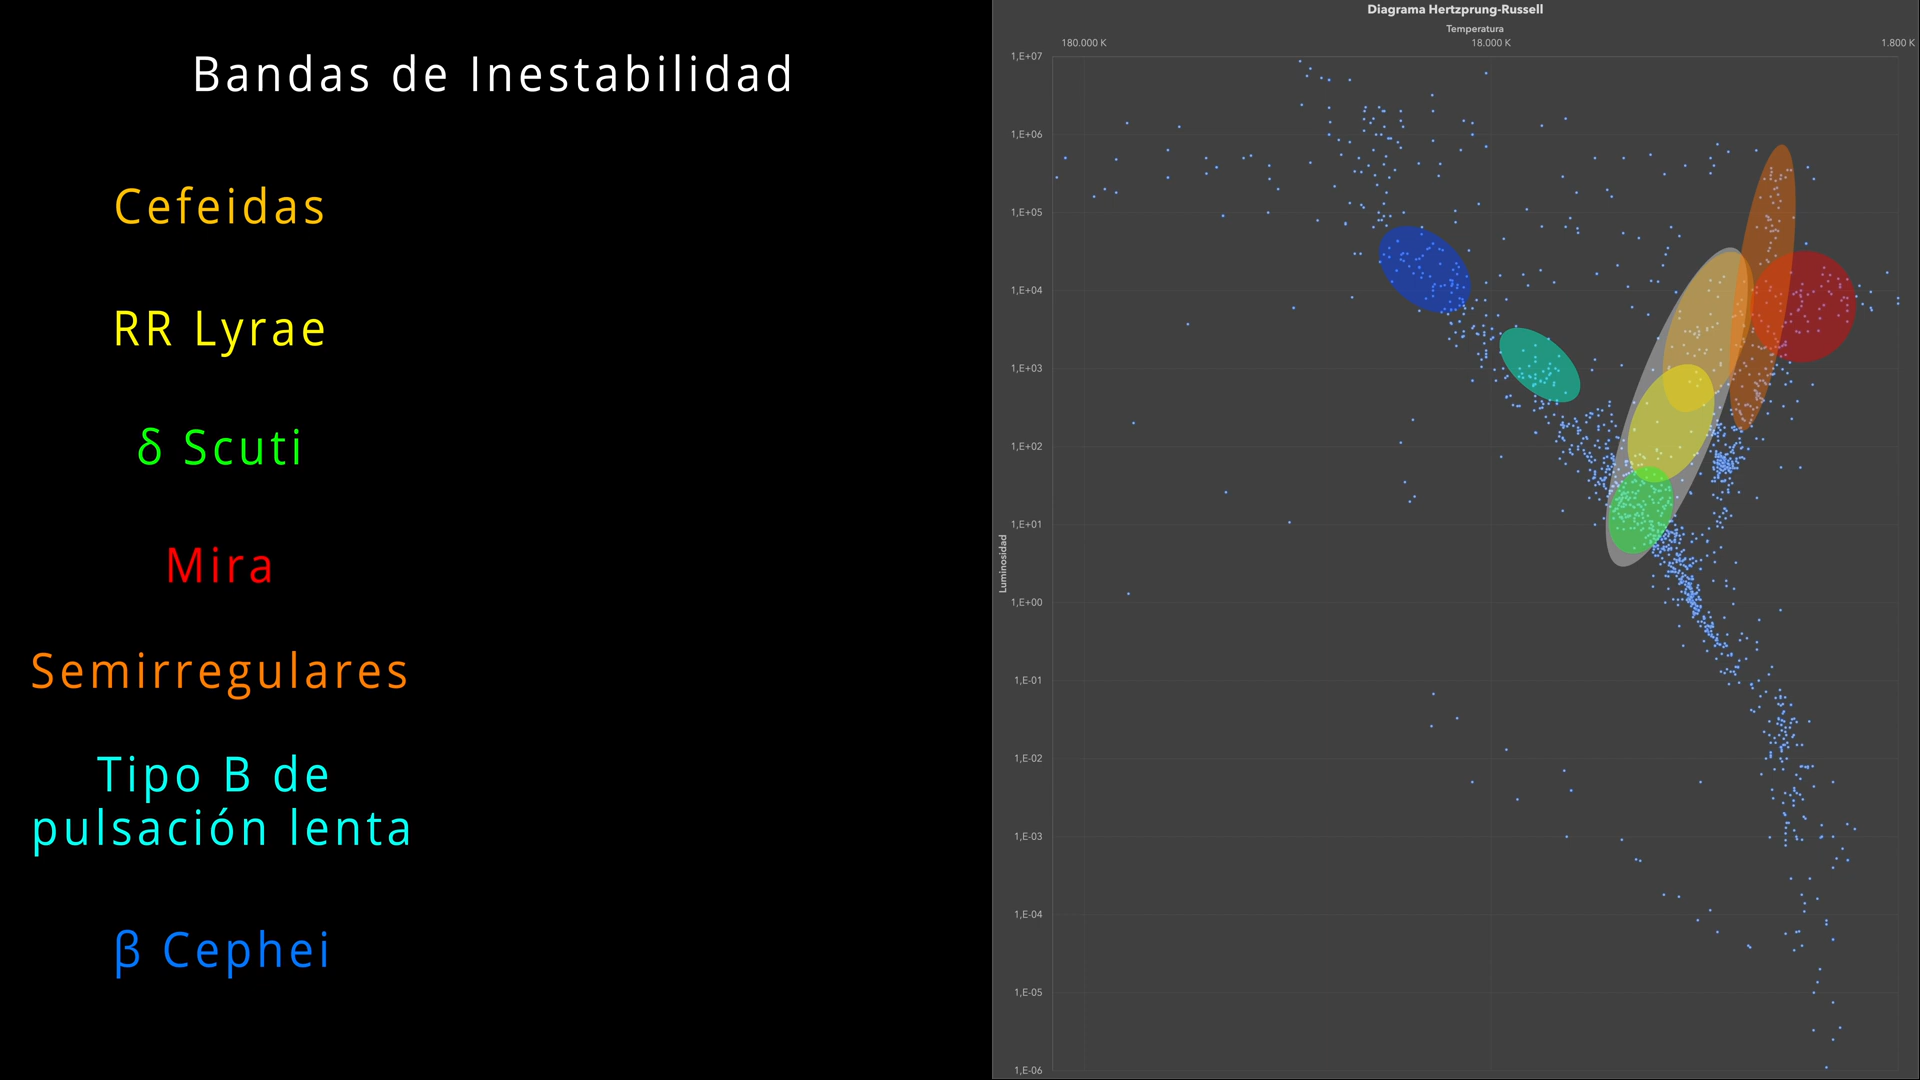 Bandas de Inestabilidad
Cefeidas
RR Lyrae
δ Scuti
Mira
Semirregulares
Tipo B de
pulsación lenta
β Cephei
Diagrama Hertzprung-Russell
Temperatura
180.000 K
18.000 K
1.800 K
1,E+07
1,E+06
1,E+05
1,E+04
1,E+03
1,E+02
1,E+01
1,E+00
1,E-01
1,E-02
1,E-03
1,E-04
1,E-05
1,E-06
Luminosidad